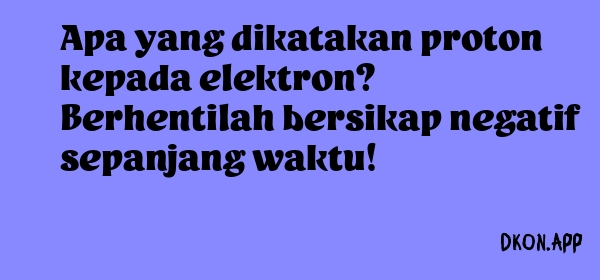 Apa yang dikatakan proton
kepada elektron?
Berhentilah bersikap negatif
sepanjang waktu!
DKON.APP